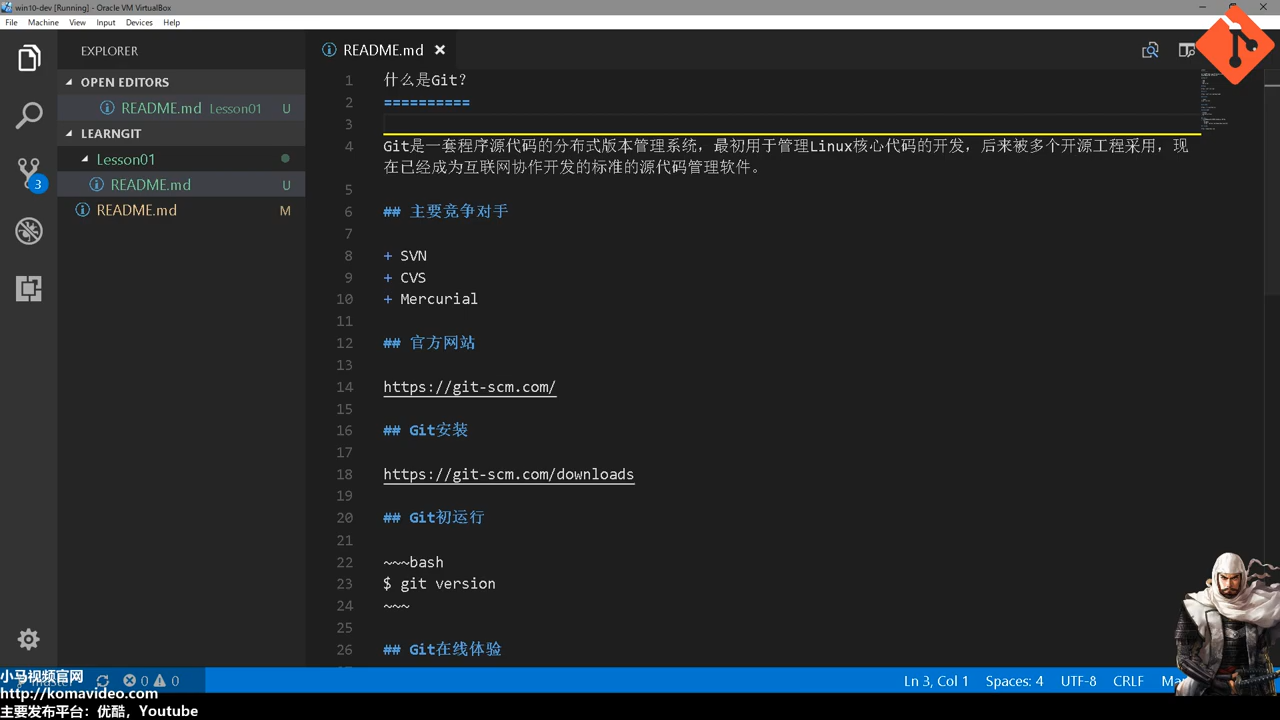 win10-dev [Running] - Oracle VM VirtualBox
File Machine View Input Devices Help
EXPLORER
OPEN EDITORS
README.md Lesson01 U
LEARNGIT
Lesson01
README.md U
README.md M
3
README.md
1 什么是Git?
2 ==========
3
4 Git是一套程序源代码的分布式版本管理系统，最初用于管理Linux核心代码的开发，后来被多个开源工程采用，现
在已经成为互联网协作开发的标准的源代码管理软件。
5
6 ## 主要竞争对手
7
8 + SVN
9 + CVS
10 + Mercurial
11
12 ## 官方网站
13
14 https://git-scm.com/
15
16 ## Git安装
17
18 https://git-scm.com/downloads
19
20 ## Git初运行
21
22 ~~~bash
23 $ git version
24 ~~~
25
26 ## Git在线体验
0 0
Ln 3, Col 1 Spaces: 4 UTF-8 CRLF
小马视频官网
http://komavideo.com
主要发布平台：优酷，Youtube